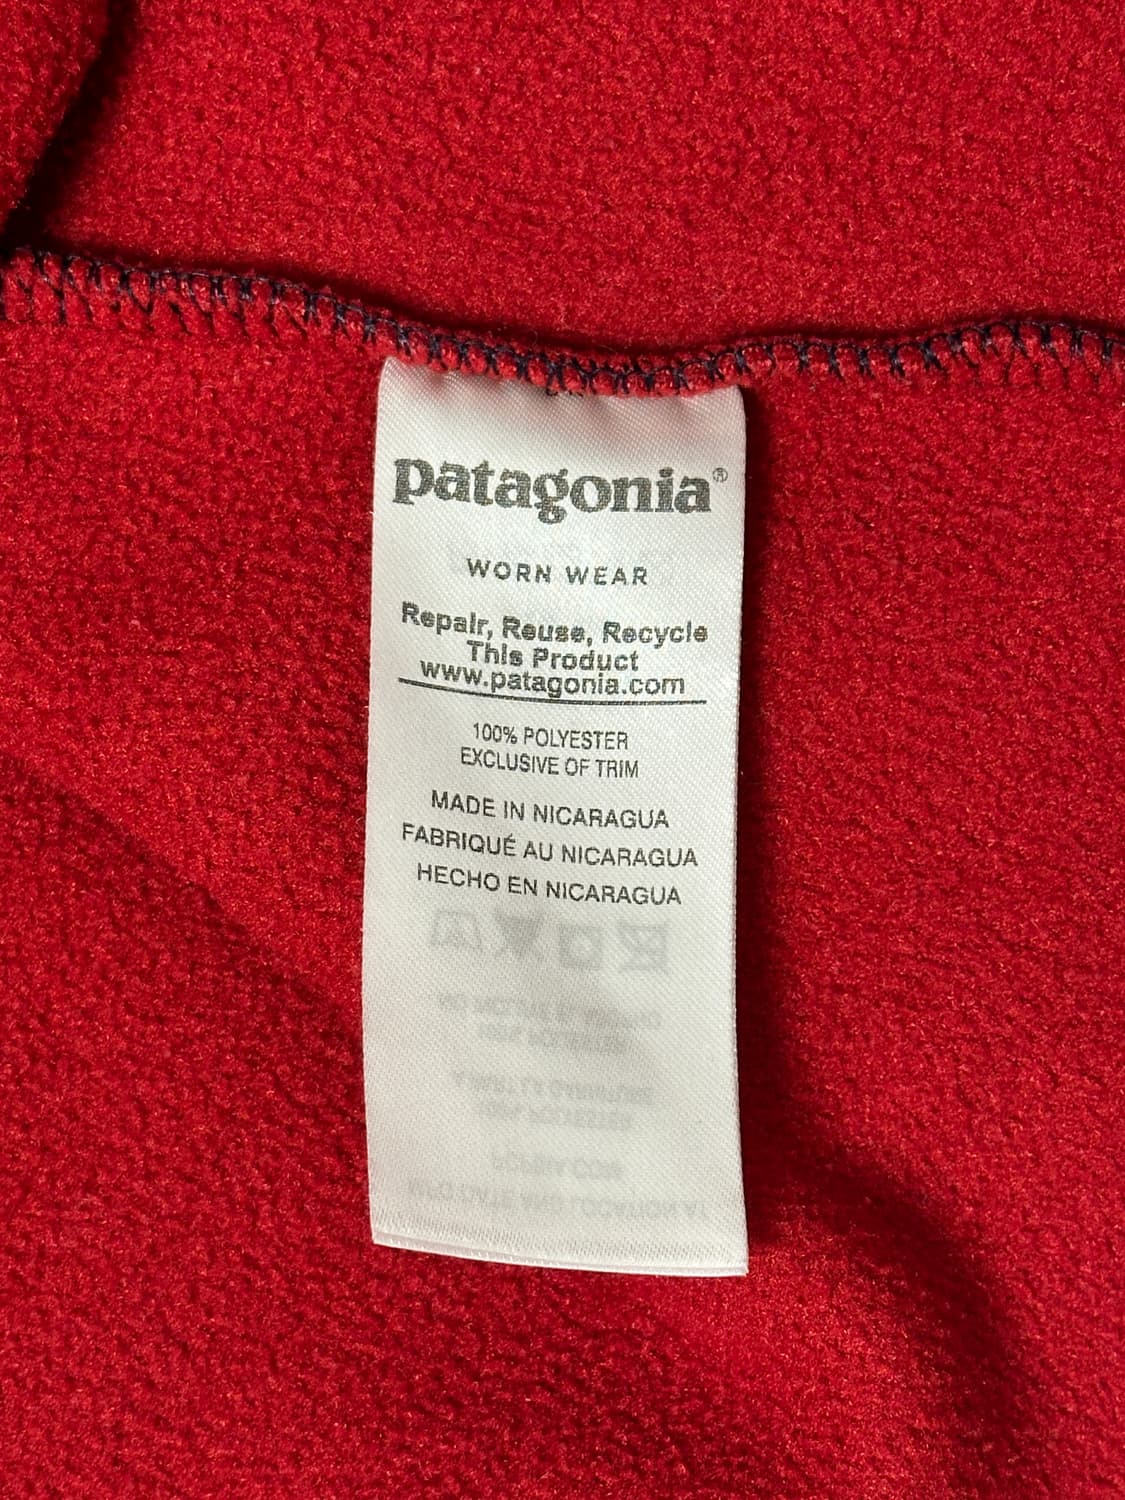 patagonia®
WORN WEAR
Repair, Reuse, Recycle
This Product
www.patagonia.com
100% POLYESTER
EXCLUSIVE OF TRIM
MADE IN NICARAGUA
FABRIQUÉ AU NICARAGUA
HECHO EN NICARAGUA